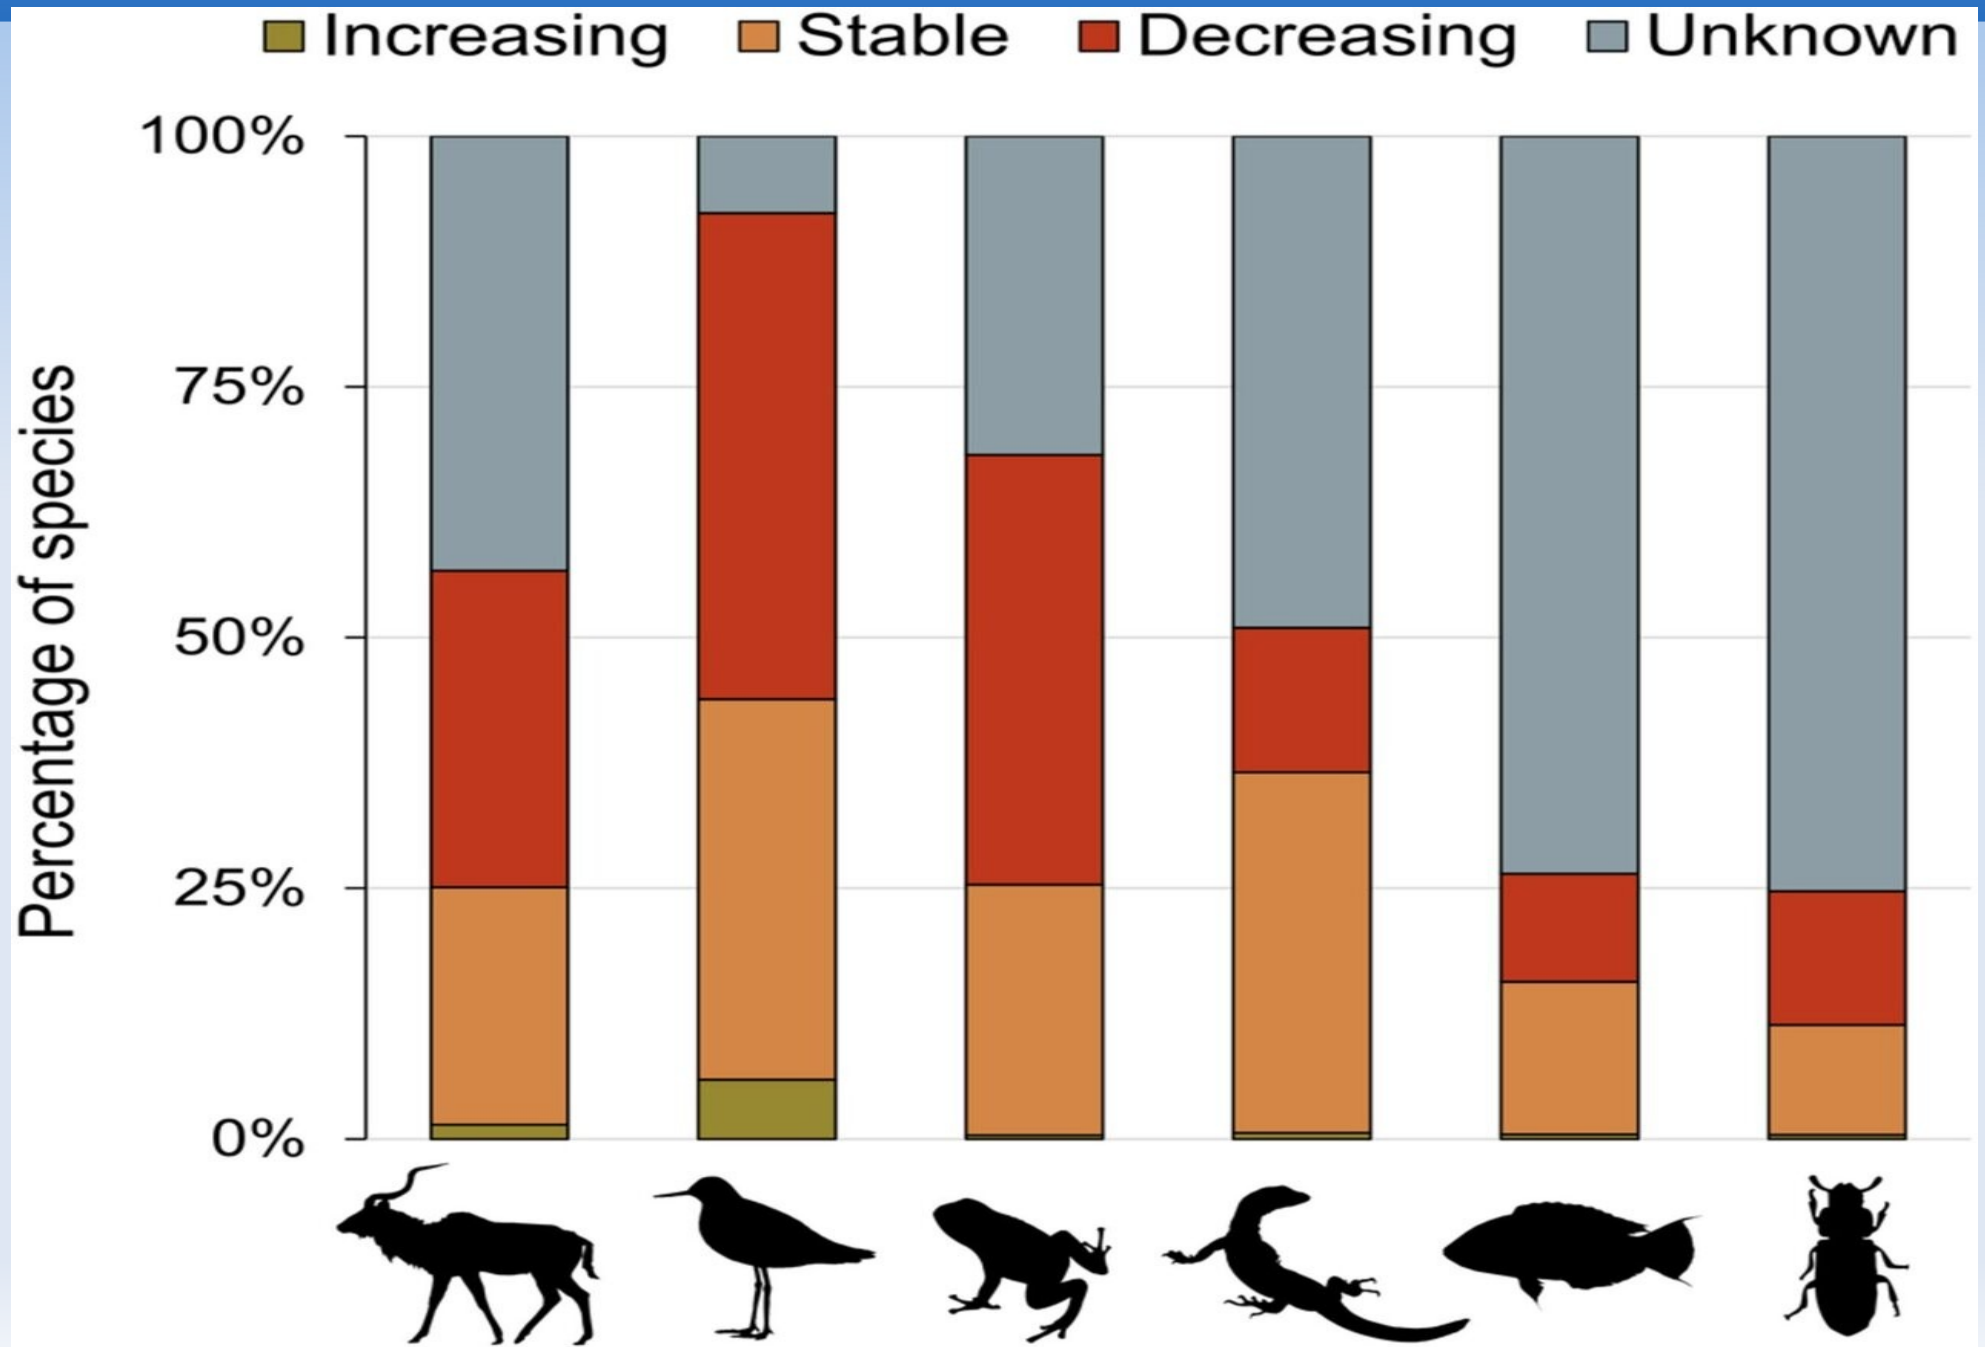 Increasing Stable Decreasing Unknown
100%
75%
50%
25%
0%
Percentage of species